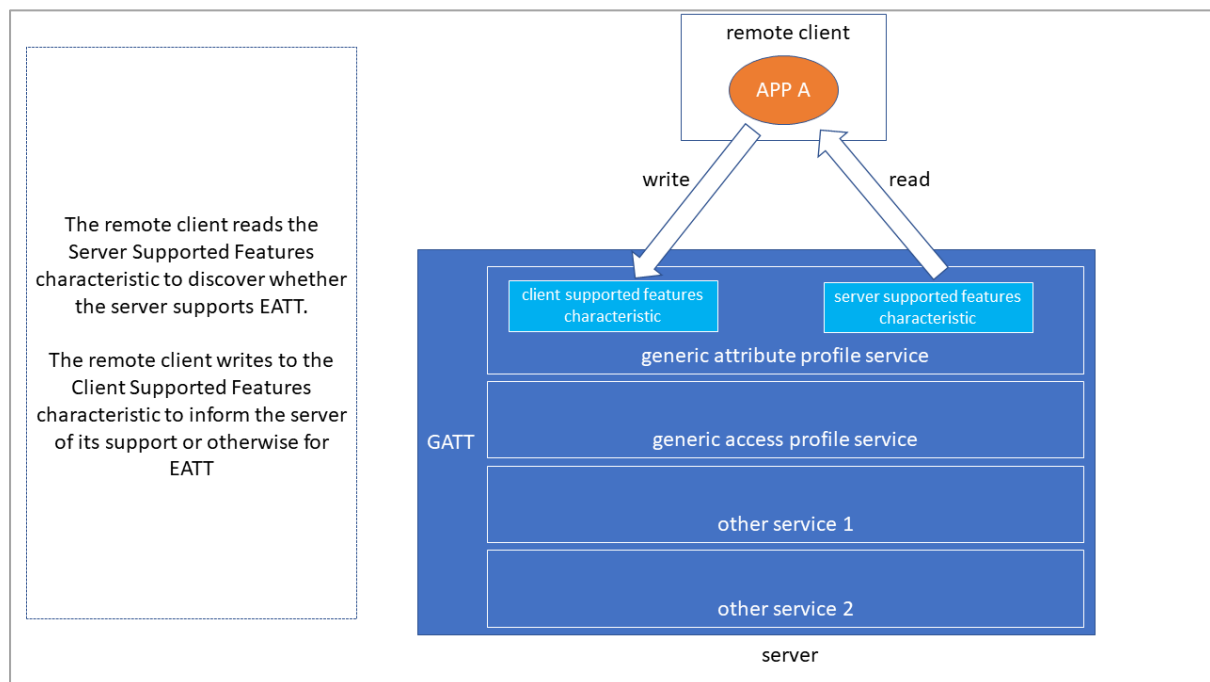 The remote client reads the
Server Supported Features
characteristic to discover whether
the server supports EATT.
The remote client writes to the
Client Supported Features
characteristic to inform the server
of its support or otherwise for
EATT
remote client
APP A
write
read
client supported features
characteristic
server supported features
characteristic
generic attribute profile service
GATT
generic access profile service
other service 1
other service 2
server